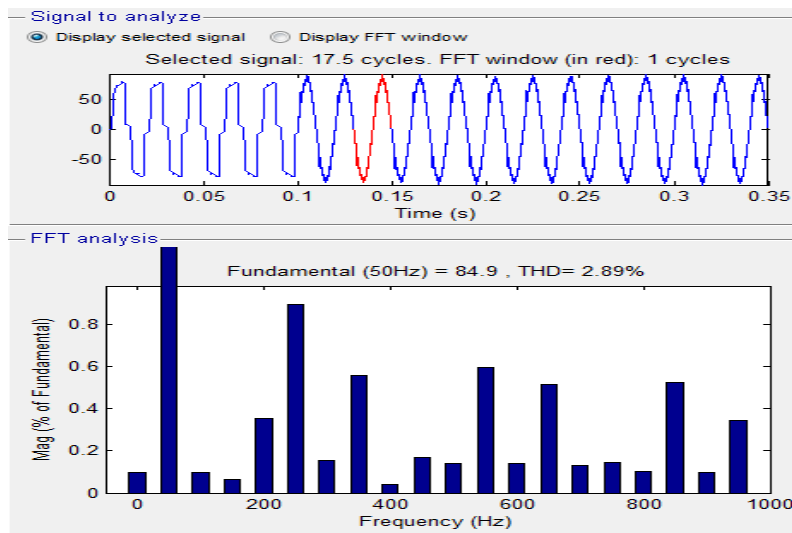 Signal to analyze
Display selected signal Display FFT window
Selected signal: 17.5 cycles. FFT window (in red): 1 cycles
50
0
-50
0 0.05 0.1 0.15 0.2 0.25 0.3 0.35
Time (s)
FFT analysis
Fundamental (50Hz) = 84.9 , THD= 2.89%
Mag (% of Fundamental)
0.8
0.6
0.4
0.2
0
0 200 400 600 800 1000
Frequency (Hz)